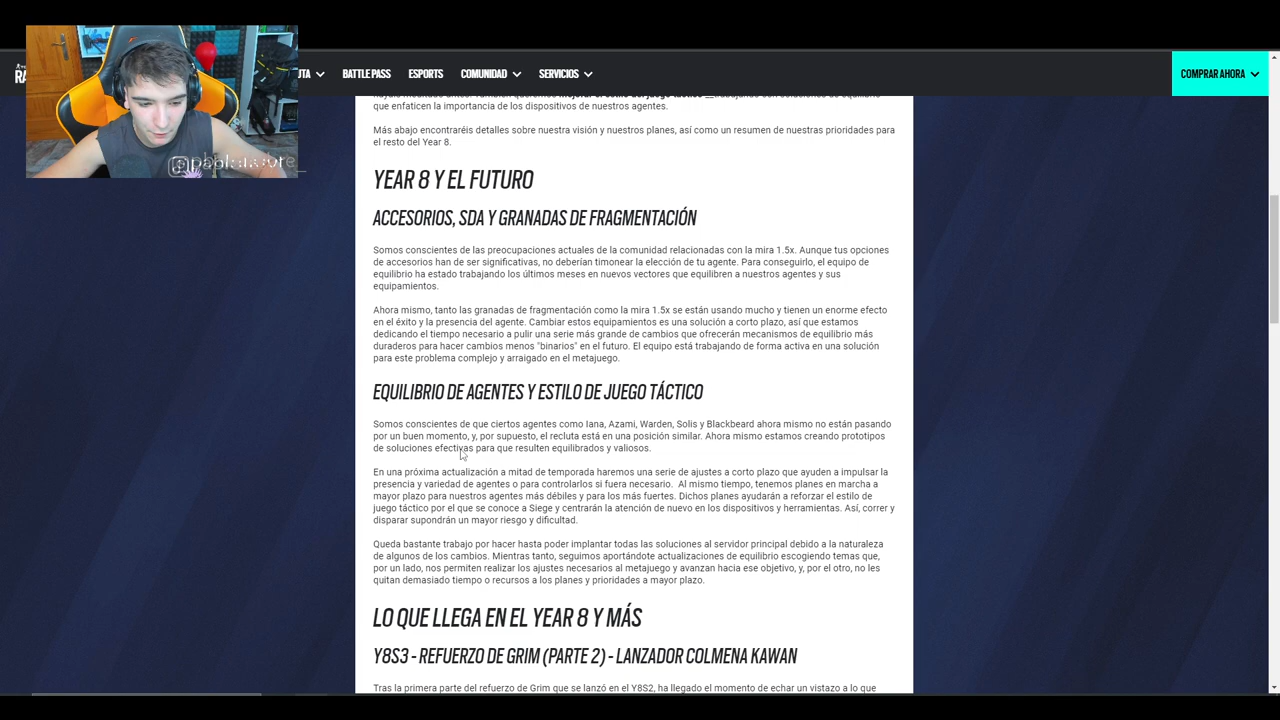 RA
UTA
BATTLE PASS
ESPORTS
COMUNIDAD
SERVICIOS
COMPRAR AHORA
que enfaticen la importancia de los dispositivos de nuestros agentes.
Más abajo encontraréis detalles sobre nuestra visión y nuestros planes, así como un resumen de nuestras prioridades para
el resto del Year 8.
YEAR 8 Y EL FUTURO
ACCESORIOS, SDA Y GRANADAS DE FRAGMENTACIÓN
Somos conscientes de las preocupaciones actuales de la comunidad relacionadas con la mira 1.5x. Aunque tus opciones
de accesorios han de ser significativas, no deberían timonear la elección de tu agente. Para conseguirlo, el equipo de
equilibrio ha estado trabajando los últimos meses en nuevos vectores que equilibren a nuestros agentes y sus
equipamientos.
Ahora mismo, tanto las granadas de fragmentación como la mira 1.5x se están usando mucho y tienen un enorme efecto
en el éxito y la presencia del agente. Cambiar estos equipamientos es una solución a corto plazo, así que estamos
dedicando el tiempo necesario a pulir una serie más grande de cambios que ofrecerán mecanismos de equilibrio más
duraderos para hacer cambios menos "binarios" en el futuro. El equipo está trabajando de forma activa en una solución
para este problema complejo y arraigado en el metajuego.
EQUILIBRIO DE AGENTES Y ESTILO DE JUEGO TÁCTICO
Somos conscientes de que ciertos agentes como Iana, Azami, Warden, Solis y Blackbeard ahora mismo no están pasando
por un buen momento, y, por supuesto, el recluta está en una posición similar. Ahora mismo estamos creando prototipos
de soluciones efectivas para que resulten equilibrados y valiosos.
En una próxima actualización a mitad de temporada haremos una serie de ajustes a corto plazo que ayuden a impulsar la
presencia y variedad de agentes o para controlarlos si fuera necesario. Al mismo tiempo, tenemos planes en marcha a
mayor plazo para nuestros agentes más débiles y para los más fuertes. Dichos planes ayudarán a reforzar el estilo de
juego táctico por el que se conoce a Siege y centrarán la atención de nuevo en los dispositivos y herramientas. Así, correr y
disparar supondrán un mayor riesgo y dificultad.
Queda bastante trabajo por hacer hasta poder implantar todas las soluciones al servidor principal debido a la naturaleza
de algunos de los cambios. Mientras tanto, seguimos aportándote actualizaciones de equilibrio escogiendo temas que,
por un lado, nos permiten realizar los ajustes necesarios al metajuego y avanzan hacia ese objetivo, y, por el otro, no les
quitan demasiado tiempo o recursos a los planes y prioridades a mayor plazo.
LO QUE LLEGA EN EL YEAR 8 Y MÁS
Y8S3 - REFUERZO DE GRIM (PARTE 2) - LANZADOR COLMENA KAWAN
Tras la primera parte del refuerzo de Grim que se lanzó en el Y8S2, ha llegado el momento de echar un vistazo a lo que